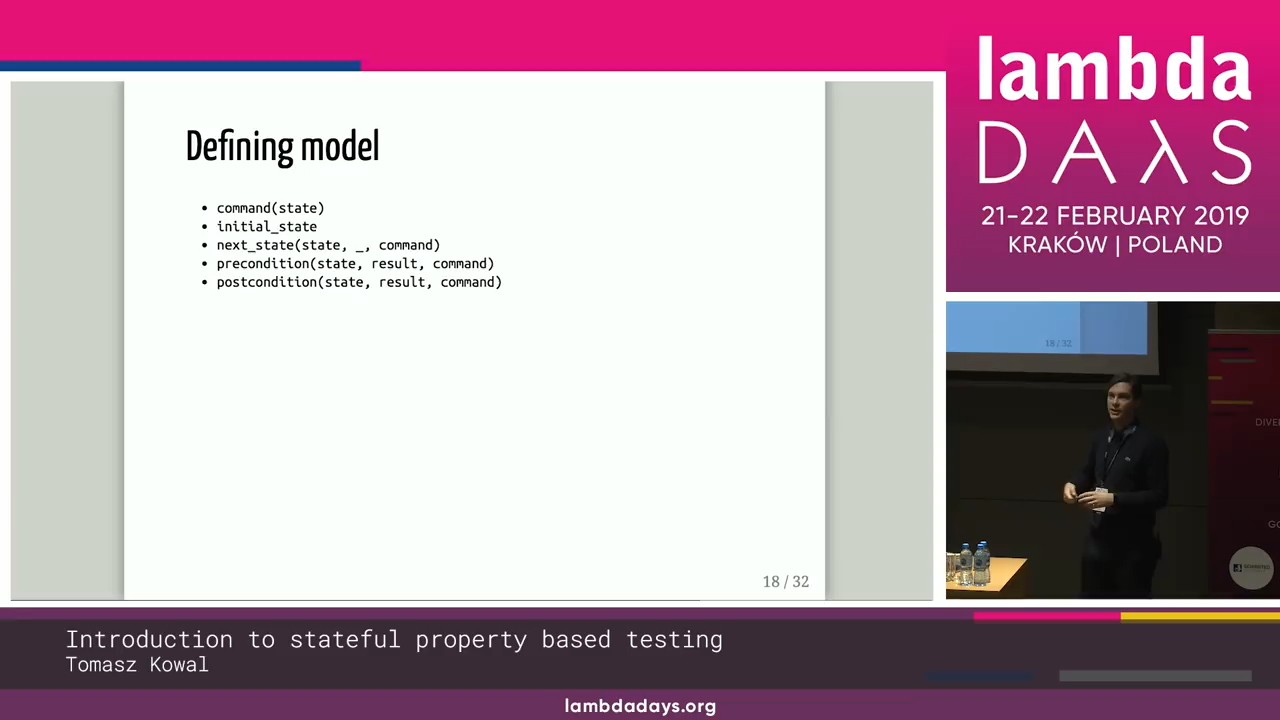 Defining model
• command(state)
• initial_state
• next_state(state, _, command)
• precondition(state, result, command)
• postcondition(state, result, command)
18 / 32
lambda
DAλS
21-22 FEBRUARY 2019
KRAKÓW | POLAND
18 / 32
DIVE
Introduction to stateful property based testing
Tomasz Kowal
lambdadays.org